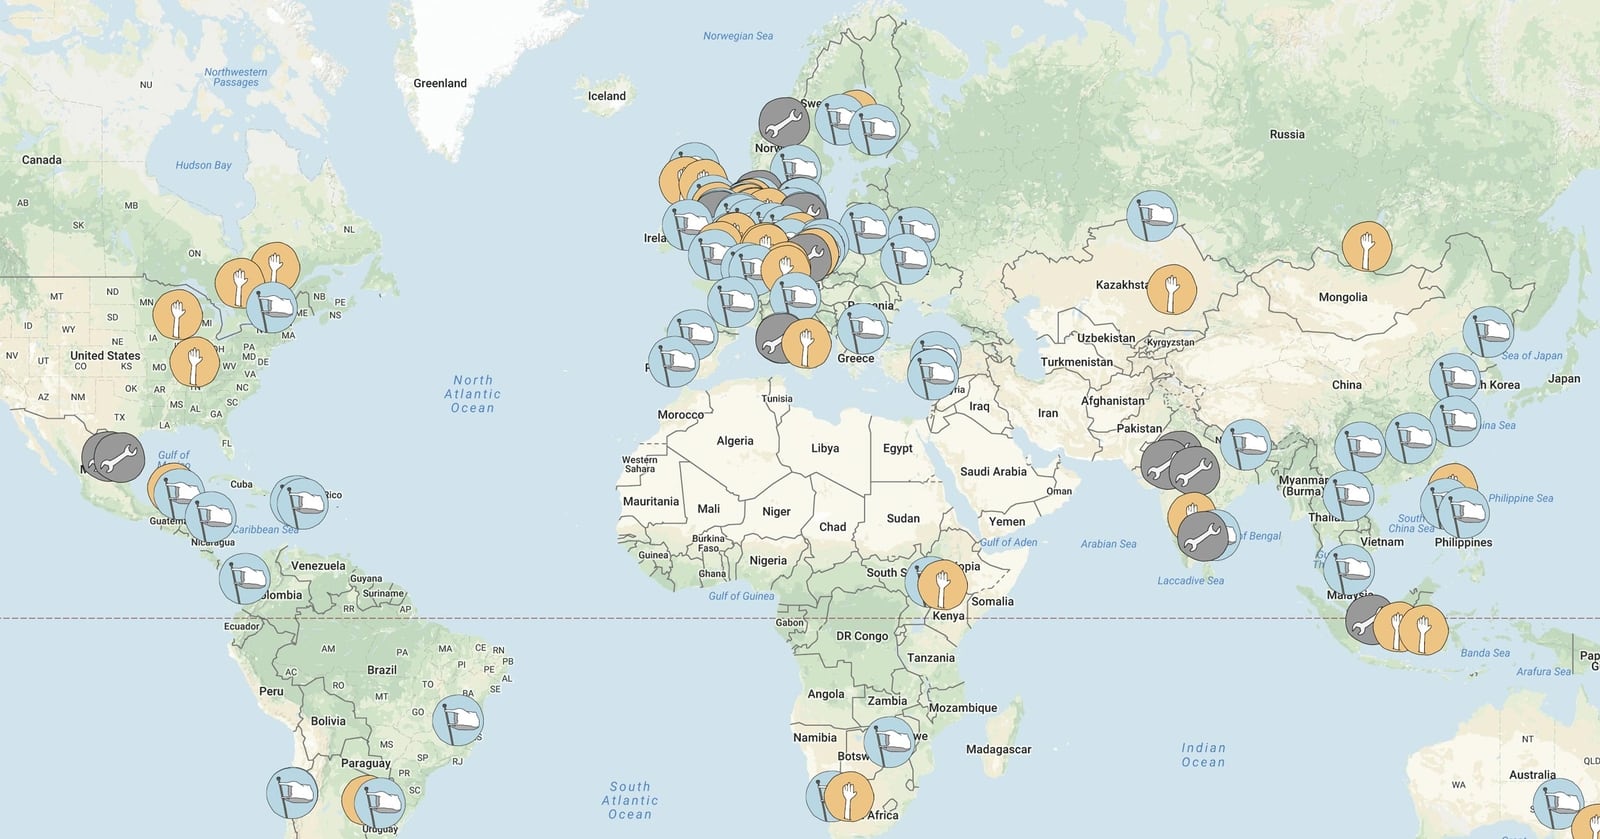 Norwegian Sea
Greenland
Iceland
Northwestern
Passages
NU
Swe
Russia
Norw
Canada
Hudson Bay
AB
MB
SK
NL
ON
Irela
Kazakhsta
Mongolia
MT
ND
MN
NB
PE
ME
NS
SD
MI
ID
WY
IA
MA
NE
NV
UT
United States
CO
KS
MO
PA
MD
DE
WV
VA
Uzbekistan
Kyrgyzstan
Turkmenistan
Greece
Sea of Japan
China
h Korea
Japan
North
Atlantic
Ocean
AZ
NM
OK
AR
TN
NC
SC
MS
AL
GA
TX
LA
FL
Tunisia
Morocco
Iraq
Iran
Afghanistan
Pakistan
Algeria
Libya
Egypt
Gulf of
Western
Sahara
Saudi Arabia
Oman
Cuba
Rico
Mauritania
Mali
Niger
Chad
Sudan
Yemen
Myanmar
(Burma)
Philippine Sea
Guatema
Caribbean Sea
Nicaragua
Burkina
Faso
Guinea
Ghana
Nigeria
Gulf of Aden
Arabian Sea
of Bengal
Thaila
South
China Sea
Vietnam
Philippines
Venezuela
Guyana
Suriname
olombia
South S
opia
Somalia
Laccadive Sea
Malaysia
Gulf of Guinea
Gabon
Kenya
DR Congo
Tanzania
Ecuador
RR
AP
AM
PA
MA
CE
RN
PB
PI
PE
AL
AC
RO
TO
SE
BA
MT
Brazil
Peru
Banda Sea
Arafura Sea
Pap
Angola
Zambia
Mozambique
Bolivia
GO
MS
SP
RJ
Namibia
Botsw
we
Madagascar
Indian
Ocean
Paraguay
PR
SC
Uruguay
South
Atlantic
Ocean
Africa
NT
QLD
Australia
WA